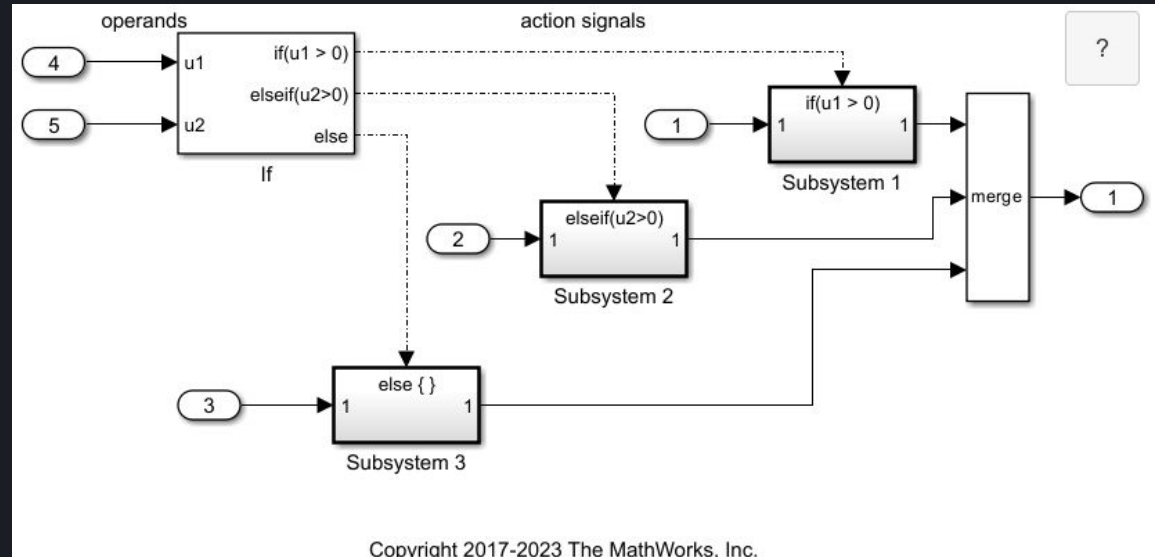 operands
action signals
?
4
u1
if(u1 > 0)
elseif(u2>0)
5
u2
else
If
if(u1 > 0)
1
1
1
Subsystem 1
merge
1
elseif(u2>0)
2
1
1
Subsystem 2
else { }
3
1
1
Subsystem 3
Copyright 2017-2023 The MathWorks, Inc.